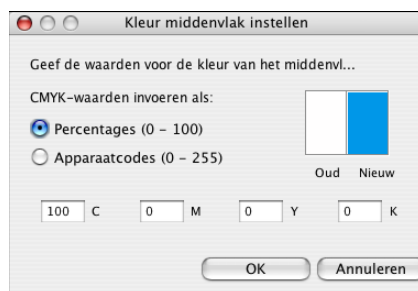 Kleur middenvlak instellen
Geef de waarden voor de kleur van het middenvl...
CMYK-waarden invoeren als:
Percentages (0 – 100)
Apparaatcodes (0 – 255)
Oud Nieuw
100 C 0 M 0 Y 0 K
OK Annuleren